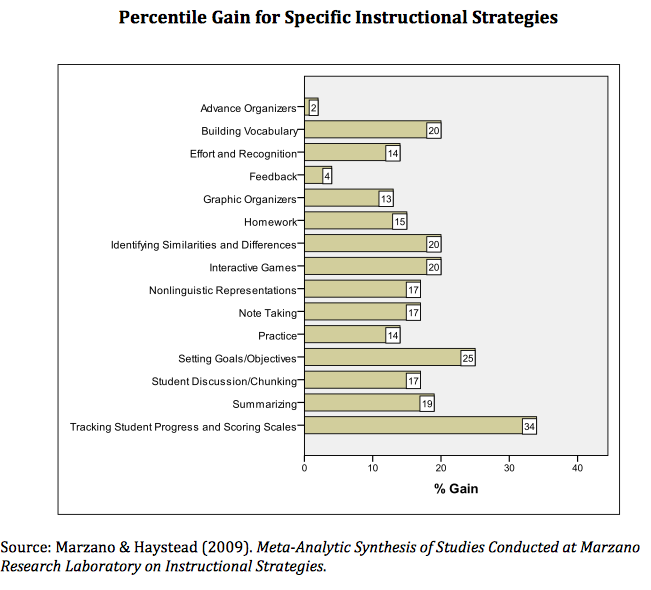 Percentile Gain for Specific Instructional Strategies
Advance Organizers 2
Building Vocabulary 20
Effort and Recognition 14
Feedback 4
Graphic Organizers 13
Homework 15
Identifying Similarities and Differences 20
Interactive Games 20
Nonlinguistic Representations 17
Note Taking 17
Practice 14
Setting Goals/Objectives 25
Student Discussion/Chunking 17
Summarizing 19
Tracking Student Progress and Scoring Scales 34
0 10 20 30 40
% Gain
Source: Marzano & Haystead (2009). Meta-Analytic Synthesis of Studies Conducted at Marzano
Research Laboratory on Instructional Strategies.